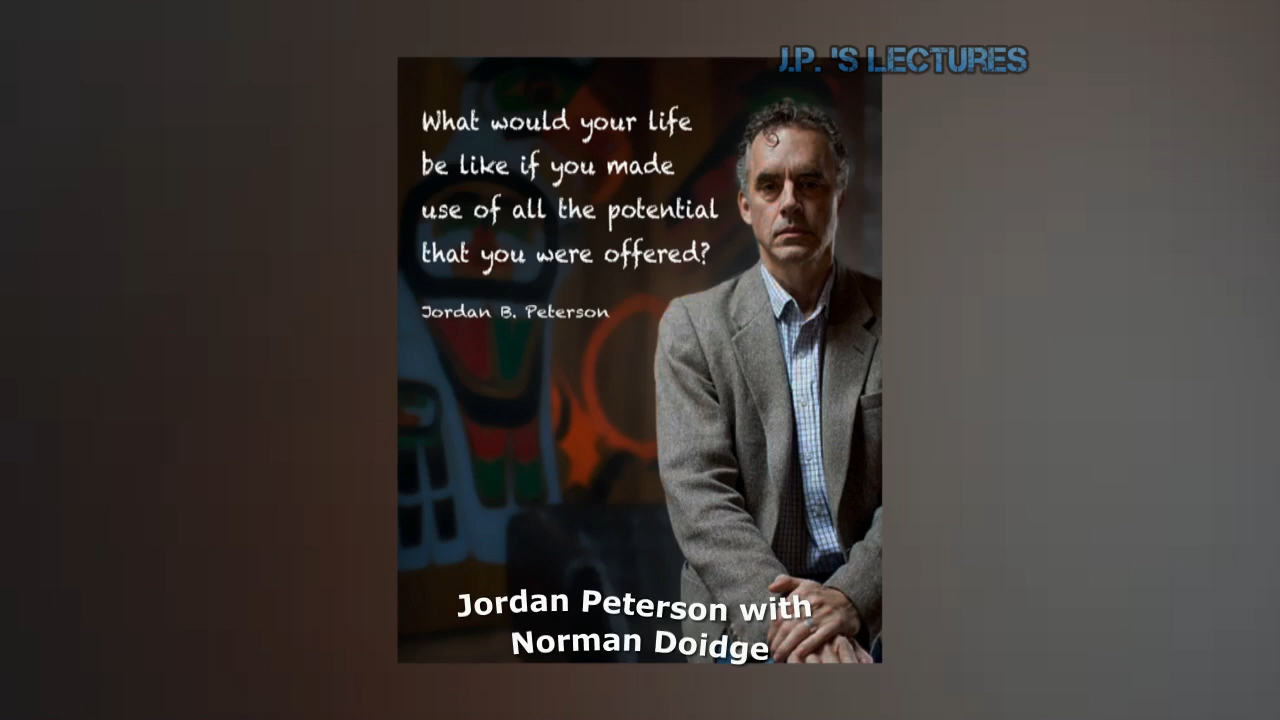 J.P. 'S LECTURES
What would your life
be like if you made
use of all the potential
that you were offered?
Jordan B. Peterson
Jordan Peterson with
Norman Doidge